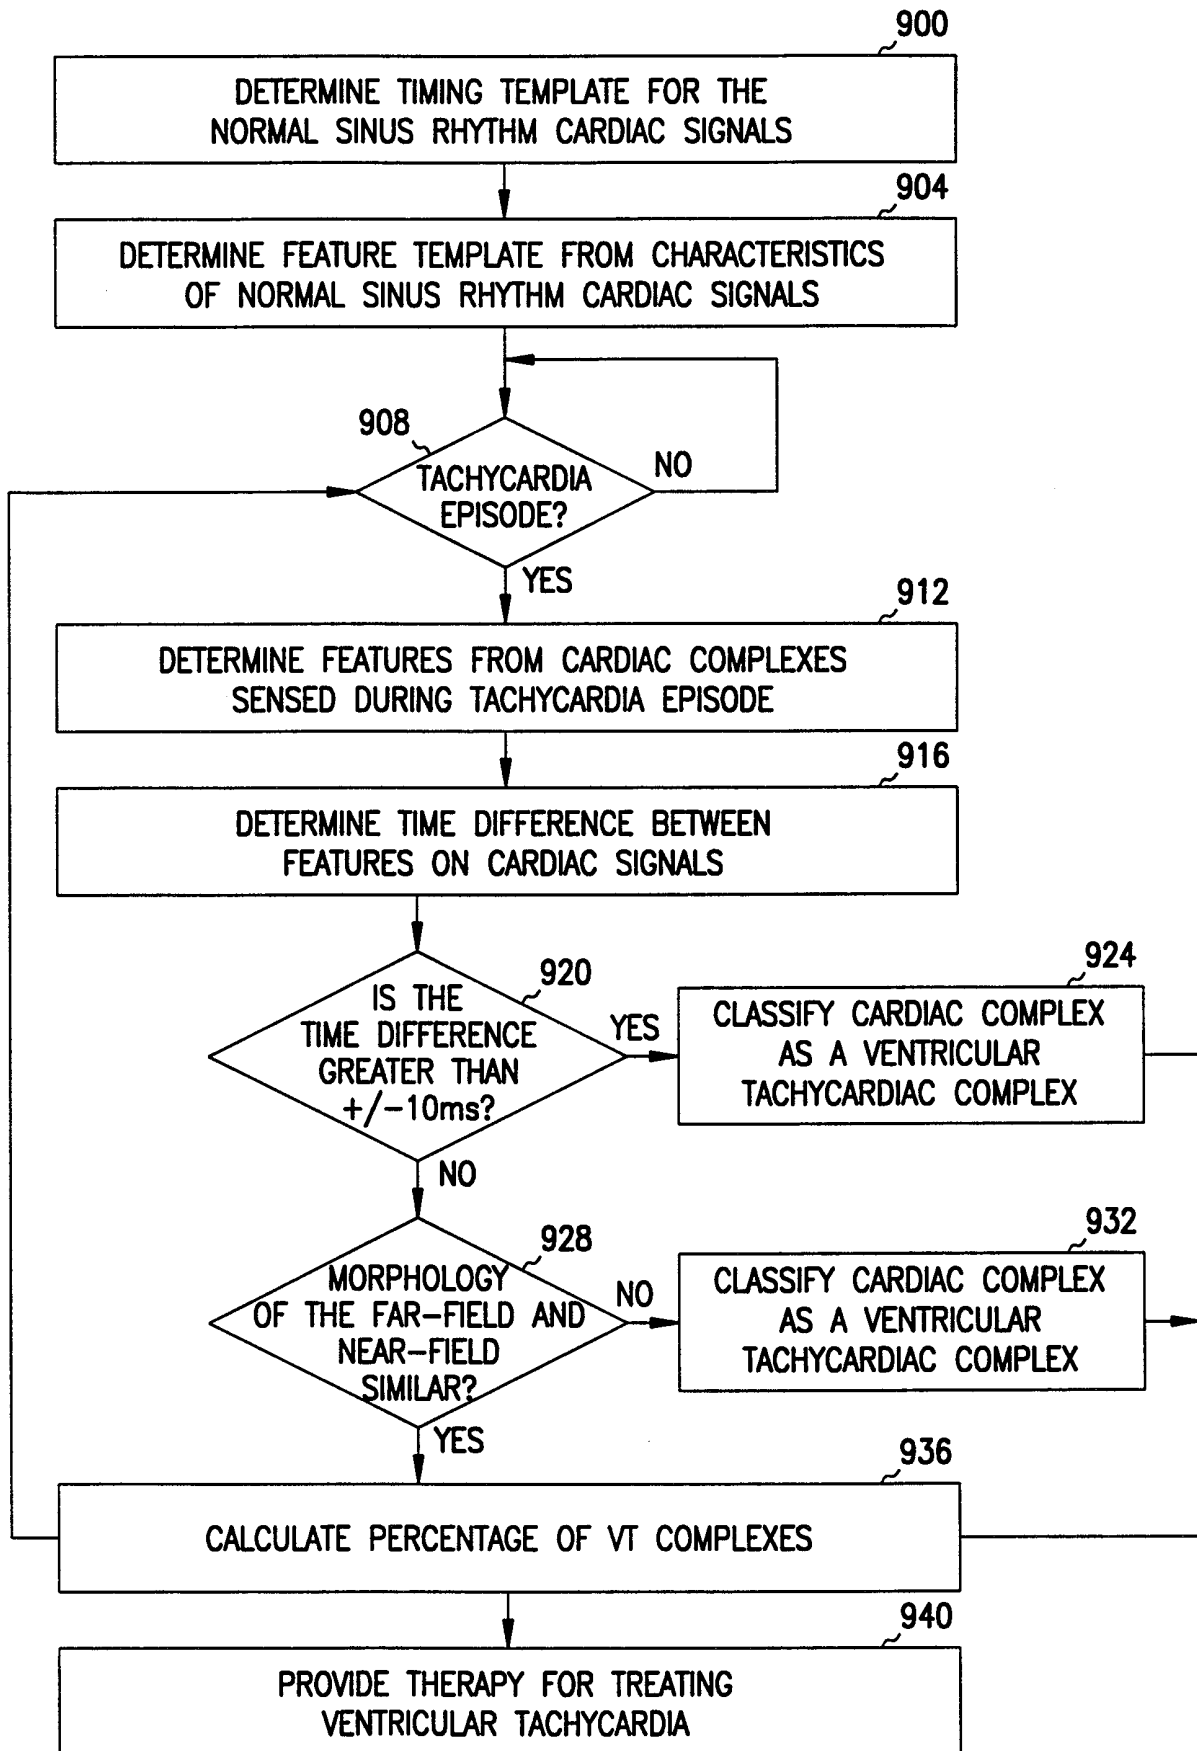 900
DETERMINE TIMING TEMPLATE FOR THE
NORMAL SINUS RHYTHM CARDIAC SIGNALS
904
DETERMINE FEATURE TEMPLATE FROM CHARACTERISTICS
OF NORMAL SINUS RHYTHM CARDIAC SIGNALS
908
TACHYCARDIA
EPISODE?
NO
YES
912
DETERMINE FEATURES FROM CARDIAC COMPLEXES
SENSED DURING TACHYCARDIA EPISODE
916
DETERMINE TIME DIFFERENCE BETWEEN
FEATURES ON CARDIAC SIGNALS
920
IS THE
TIME DIFFERENCE
GREATER THAN
+/-10ms?
YES
924
CLASSIFY CARDIAC COMPLEX
AS A VENTRICULAR
TACHYCARDIAC COMPLEX
NO
928
MORPHOLOGY
OF THE FAR-FIELD AND
NEAR-FIELD
SIMILAR?
NO
932
CLASSIFY CARDIAC COMPLEX
AS A VENTRICULAR
TACHYCARDIAC COMPLEX
YES
936
CALCULATE PERCENTAGE OF VT COMPLEXES
940
PROVIDE THERAPY FOR TREATING
VENTRICULAR TACHYCARDIA